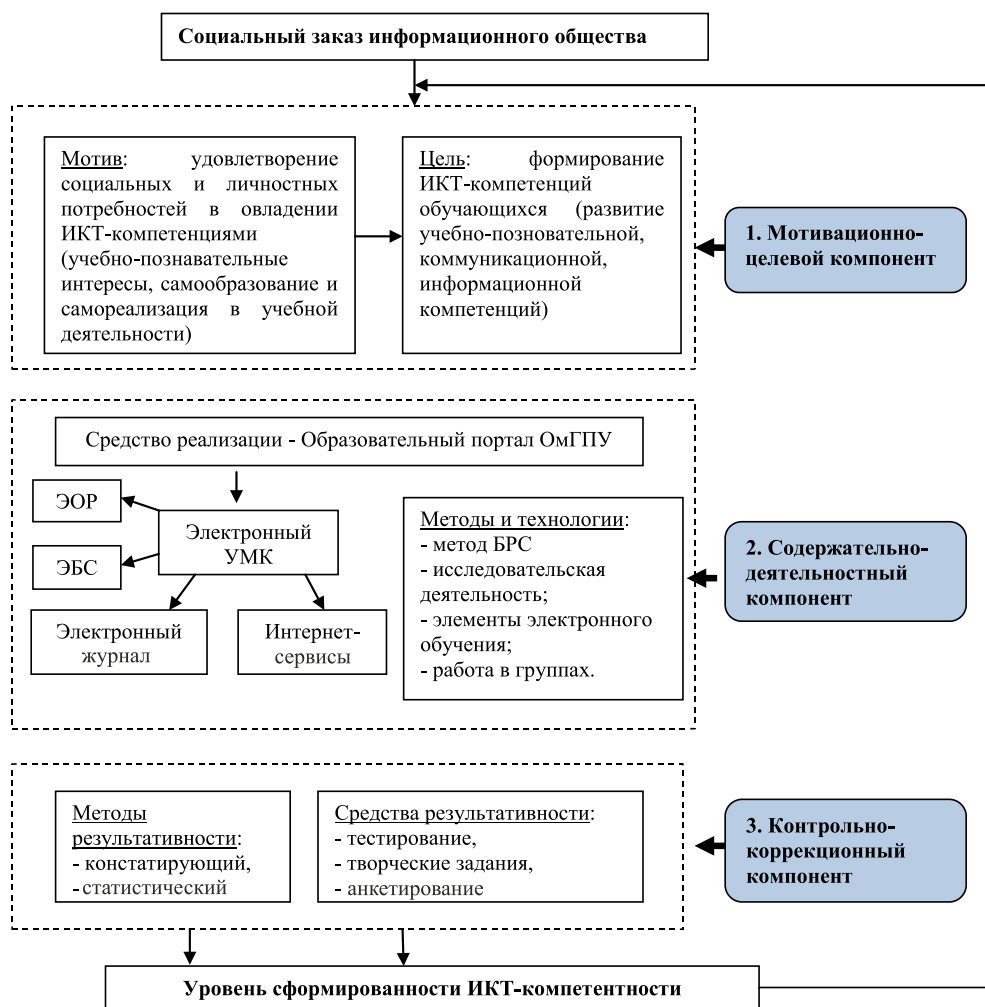 Социальный заказ информационного общества
Мотив: удовлетворение
социальных и личностных
потребностей в овладении
ИКТ-компетенциями
(учебно-познавательные
интересы, самообразование и
самореализация в учебной
деятельности)
Цель: формирование
ИКТ-компетенций
обучающихся (развитие
учебно-позновательной,
коммуникационной,
информационной
компетенций)
1. Мотивационно-
целевой компонент
Средство реализации - Образовательный портал ОмГПУ
ЭОР
ЭБС
Электронный
УМК
Электронный
журнал
Интернет-
сервисы
Методы и технологии:
- метод БРС
- исследовательская
деятельность;
- элементы электронного
обучения;
- работа в группах.
2. Содержательно-
деятельностный
компонент
Методы
результативности:
- констатирующий,
- статистический
Средства результативности:
- тестирование,
- творческие задания,
- анкетирование
3. Контрольно-
коррекционный
компонент
Уровень сформированности ИКТ-компетентности